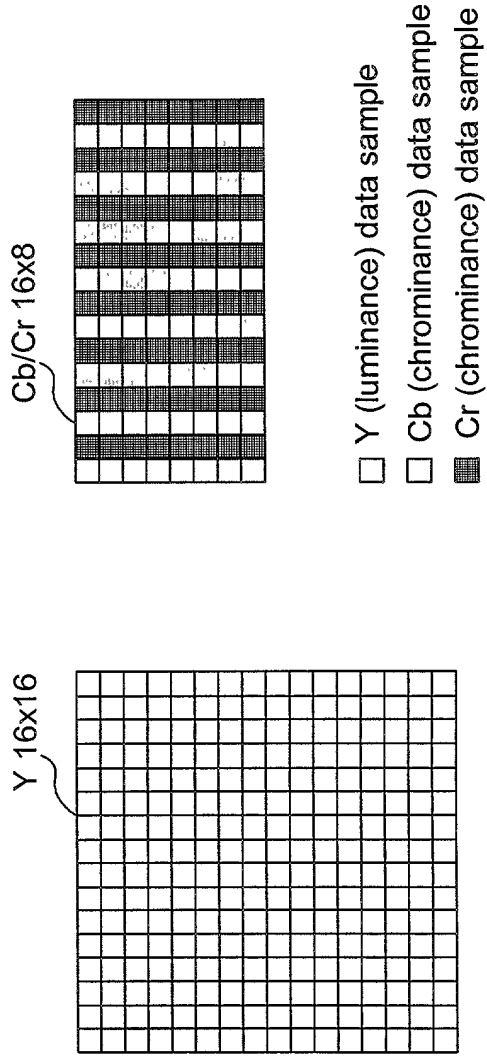 Y 16x16
Cb/Cr 16x8
Y (luminance) data sample
Cb (chrominance) data sample
Cr (chrominance) data sample